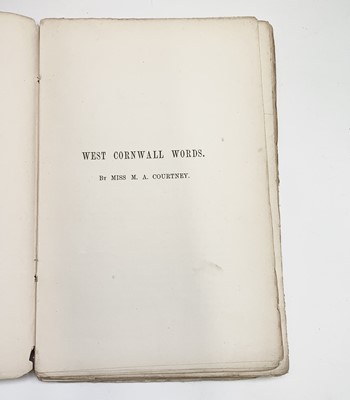 WEST CORNWALL WORDS.
By MISS M. A. COURTNEY.